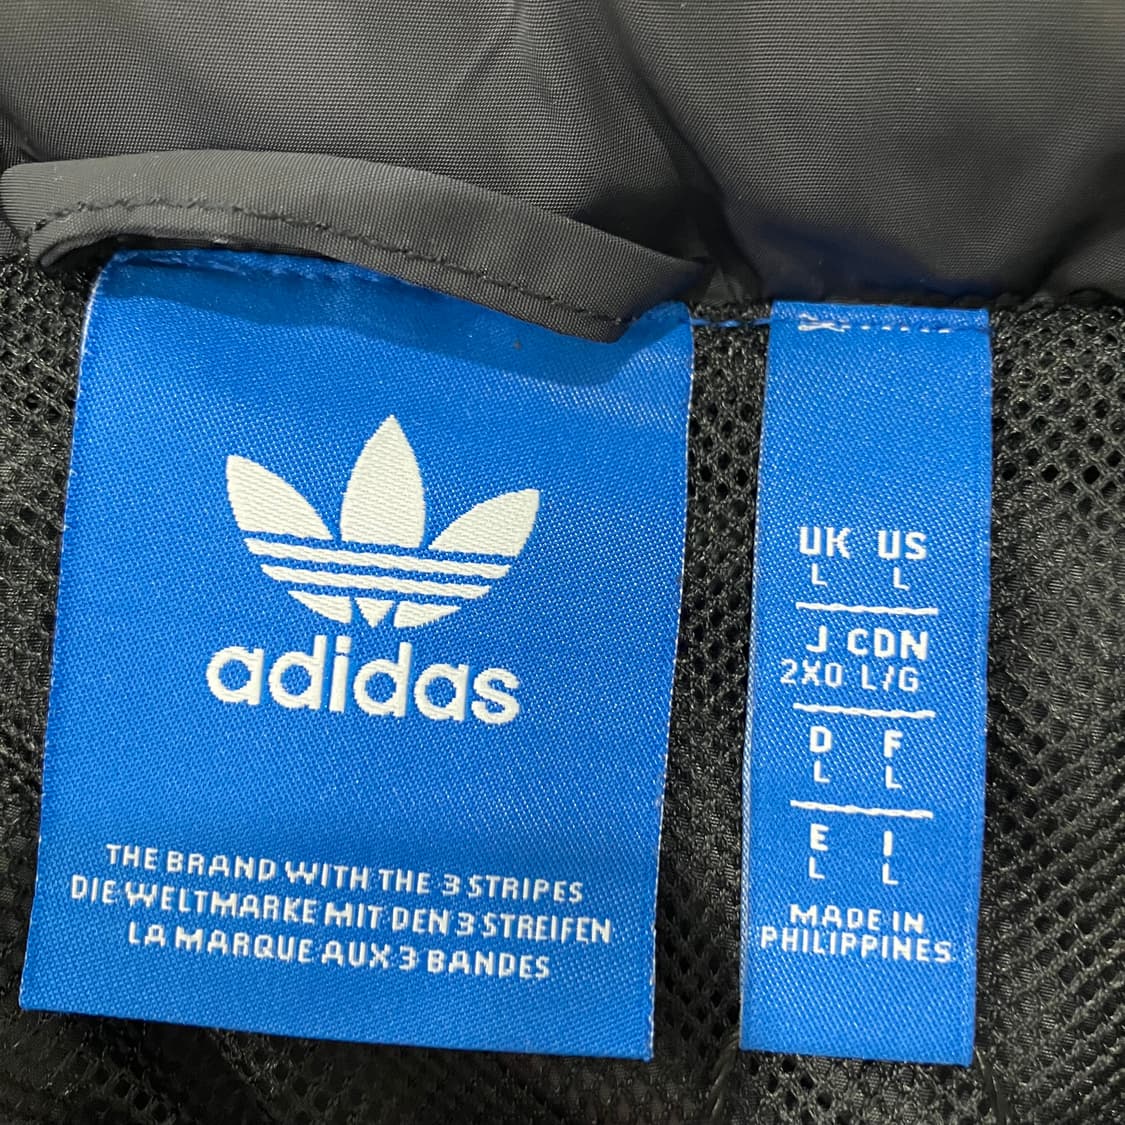 adidas
THE BRAND WITH THE 3 STRIPES
DIE WELTMARKE MIT DEN 3 STREIFEN
LA MARQUE AUX 3 BANDES
UK US
L L
J CDN
2XO L/G
D F
L L
E I
L L
MADE IN
PHILIPPINES